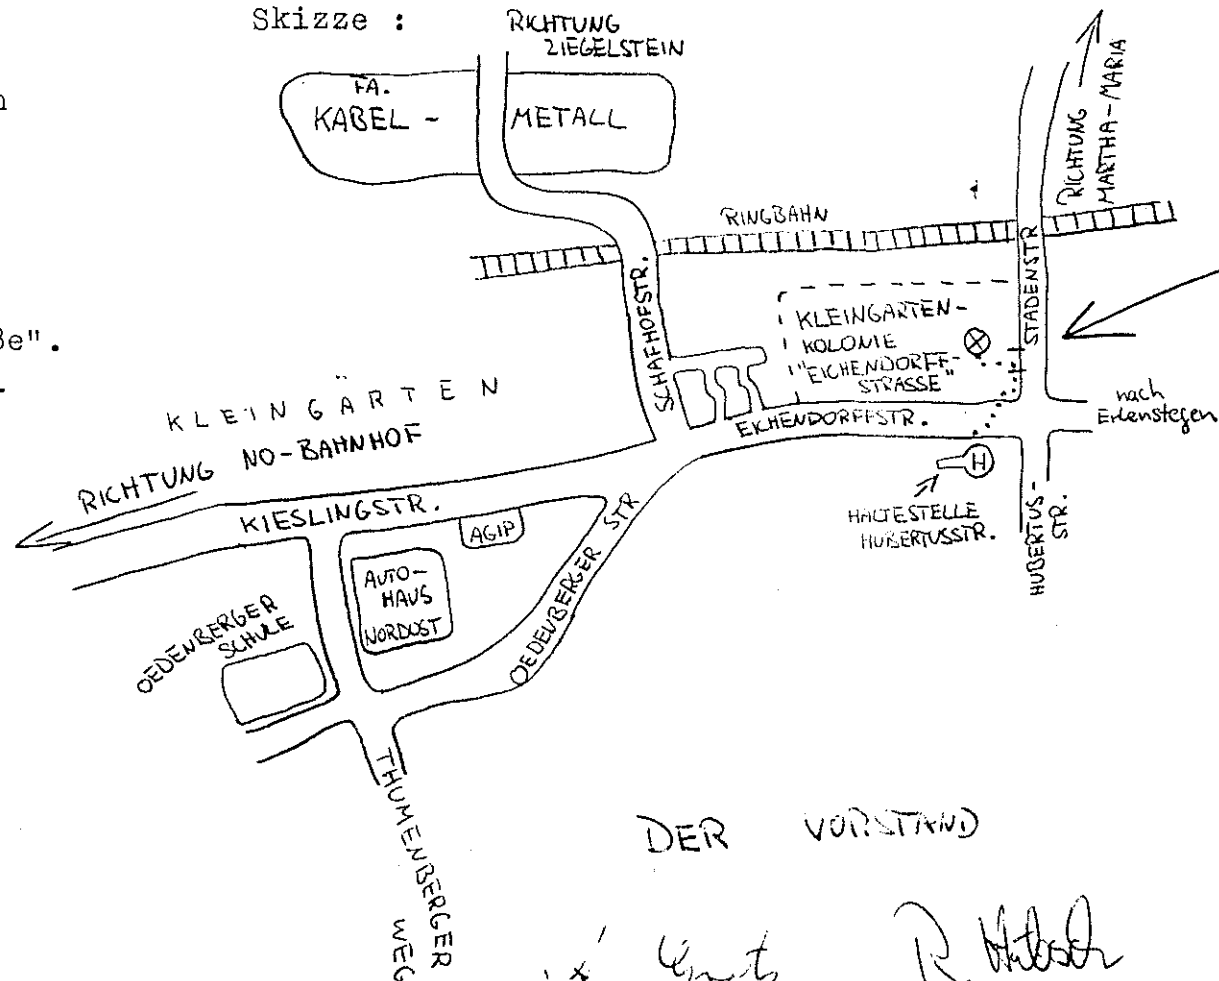 Skizze :
RICHTUNG
ZIEGELSTEIN
FA.
KABEL - METALL
RICHTUNG
MARTHA-MARIA
RINGBAHN
STADENSTR
SCHAFHOFSTR.
KLEINGARTEN-
KOLONIE
"EICHENDORFF-
STRASSE"
ße".
KLEINGÄRTEN
EICHENDORFFSTR.
nach
Erlenstegen
RICHTUNG NO-BAHNHOF
H
HALTESTELLE
HUBERTUSSTR.
HUBERTUS-
STR.
KIESLINGSTR.
AGIP
OEDENBERGER STR
AUTO-
HAUS
NORDOST
OEDENBERGER
SCHULE
THUMENBERGER
WEG
DER VORSTAND